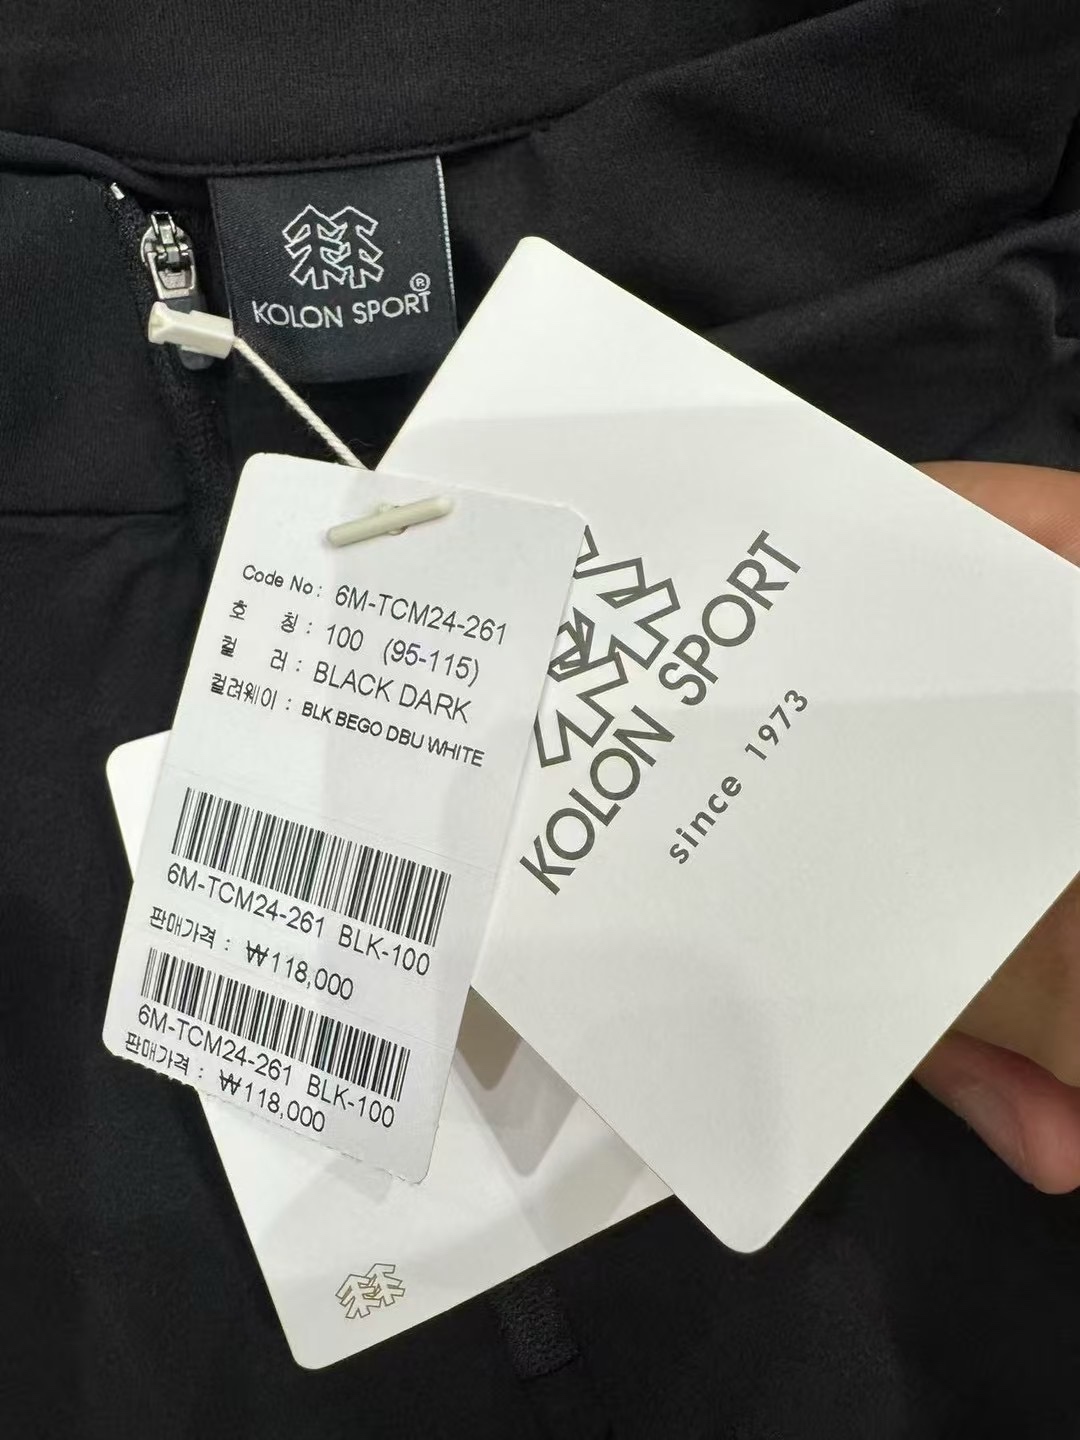 KOLON SPORT®
Code No: 6M-TCM24-261
호 칭 : 100 (95-115)
컬 러 : BLACK DARK
컬러웨이 : BLK BEGO DBU WHITE
6M-TCM24-261 BLK-100
판매가격 : ₩118,000
6M-TCM24-261 BLK-100
판매가격 : ₩118,000
KOLON SPORT
since 1973